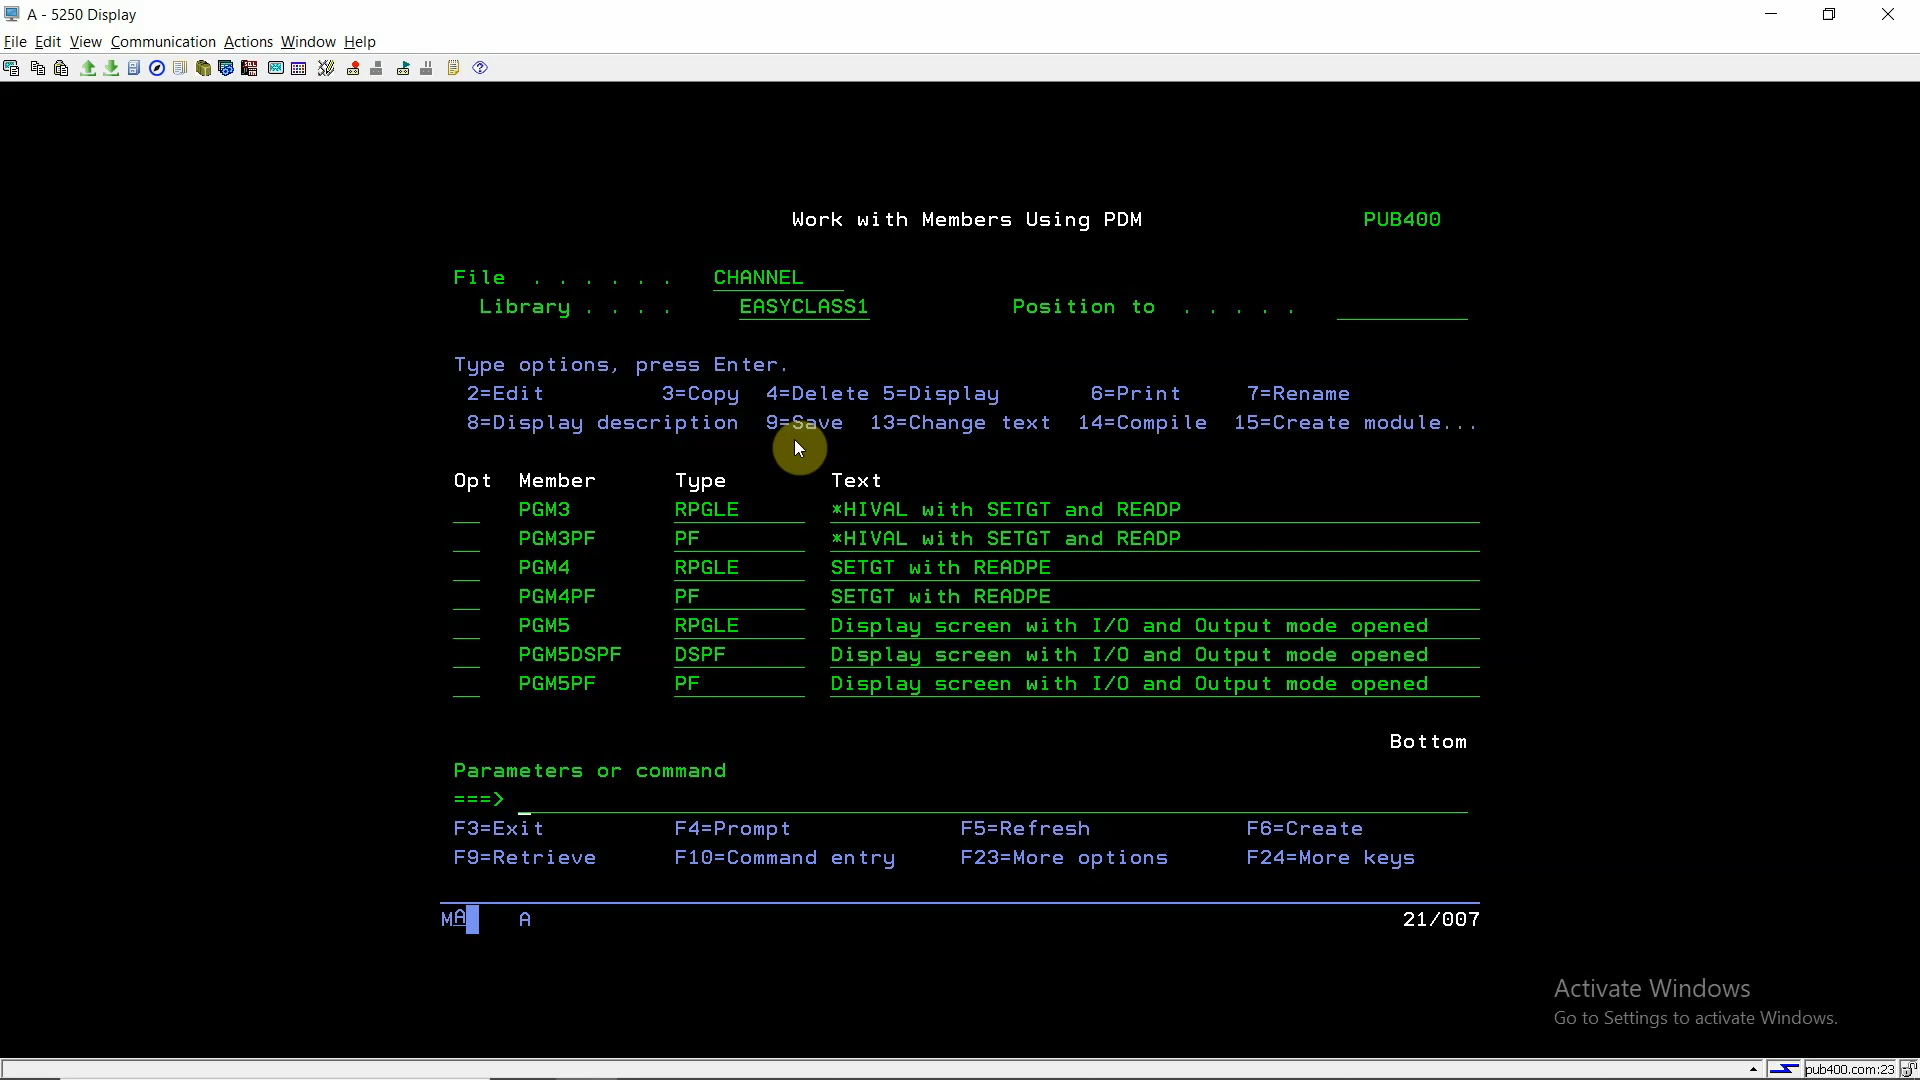 A - 5250 Display
File Edit View Communication Actions Window Help
Work with Members Using PDM PUB400
File . . . . . . CHANNEL
Library . . . . EASYCLASS1 Position to . . . . .
Type options, press Enter.
2=Edit 3=Copy 4=Delete 5=Display 6=Print 7=Rename
8=Display description 9=Save 13=Change text 14=Compile 15=Create module...
Opt Member Type Text
PGM3 RPGLE *HIVAL with SETGT and READP
PGM3PF PF *HIVAL with SETGT and READP
PGM4 RPGLE SETGT with READPE
PGM4PF PF SETGT with READPE
PGM5 RPGLE Display screen with I/O and Output mode opened
PGM5DSPF DSPF Display screen with I/O and Output mode opened
PGM5PF PF Display screen with I/O and Output mode opened
Bottom
Parameters or command
===>
F3=Exit F4=Prompt F5=Refresh F6=Create
F9=Retrieve F10=Command entry F23=More options F24=More keys
MA A 21/007
Activate Windows
Go to Settings to activate Windows.
pub400.com:23